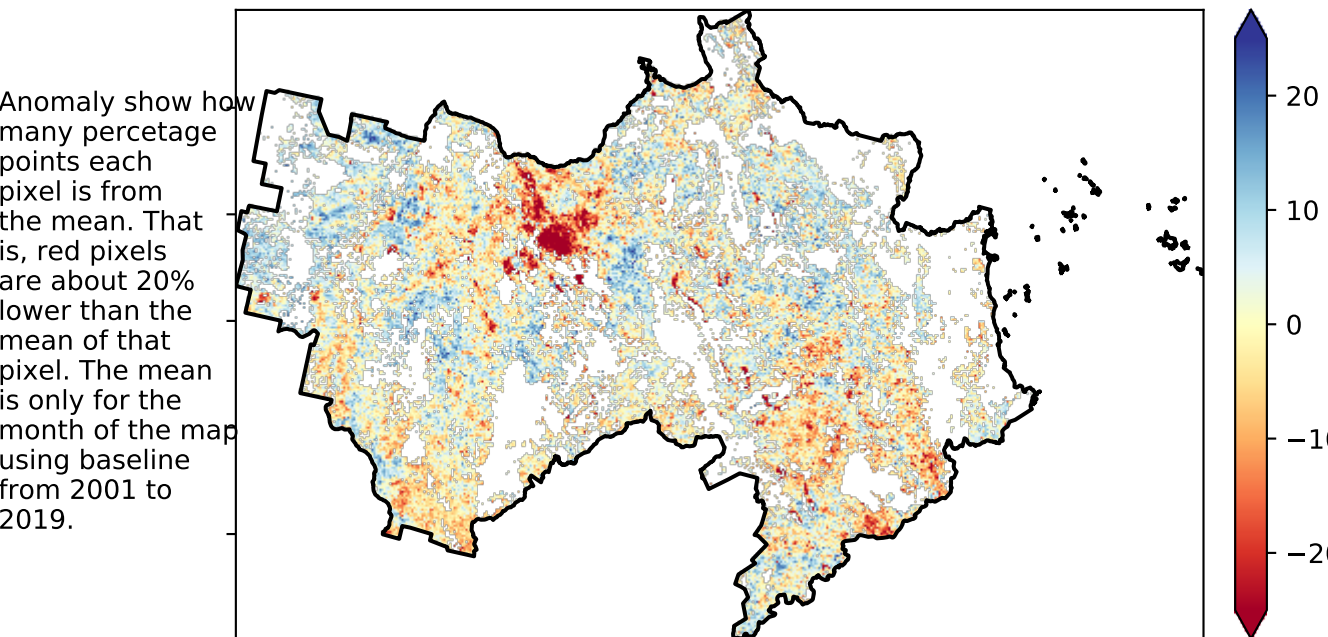 Anomaly show how
many percetage
points each
pixel is from
the mean. That
is, red pixels
are about 20%
lower than the
mean of that
pixel. The mean
is only for the
month of the map
using baseline
from 2001 to
2019.
20
10
0
−10
−20